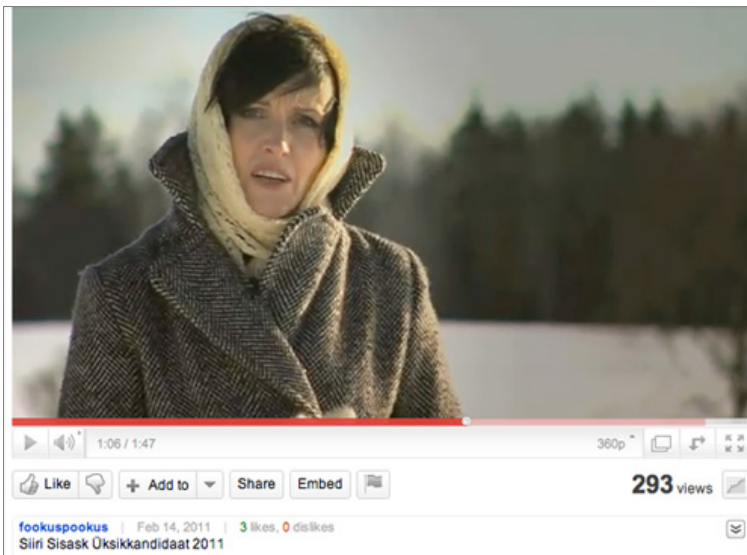 1:06 / 1:47 360p
Like Add to Share Embed 293 views
fookuspookus | Feb 14, 2011 | 3 likes, 0 dislikes
Siiri Sisask Üksikkandidaat 2011